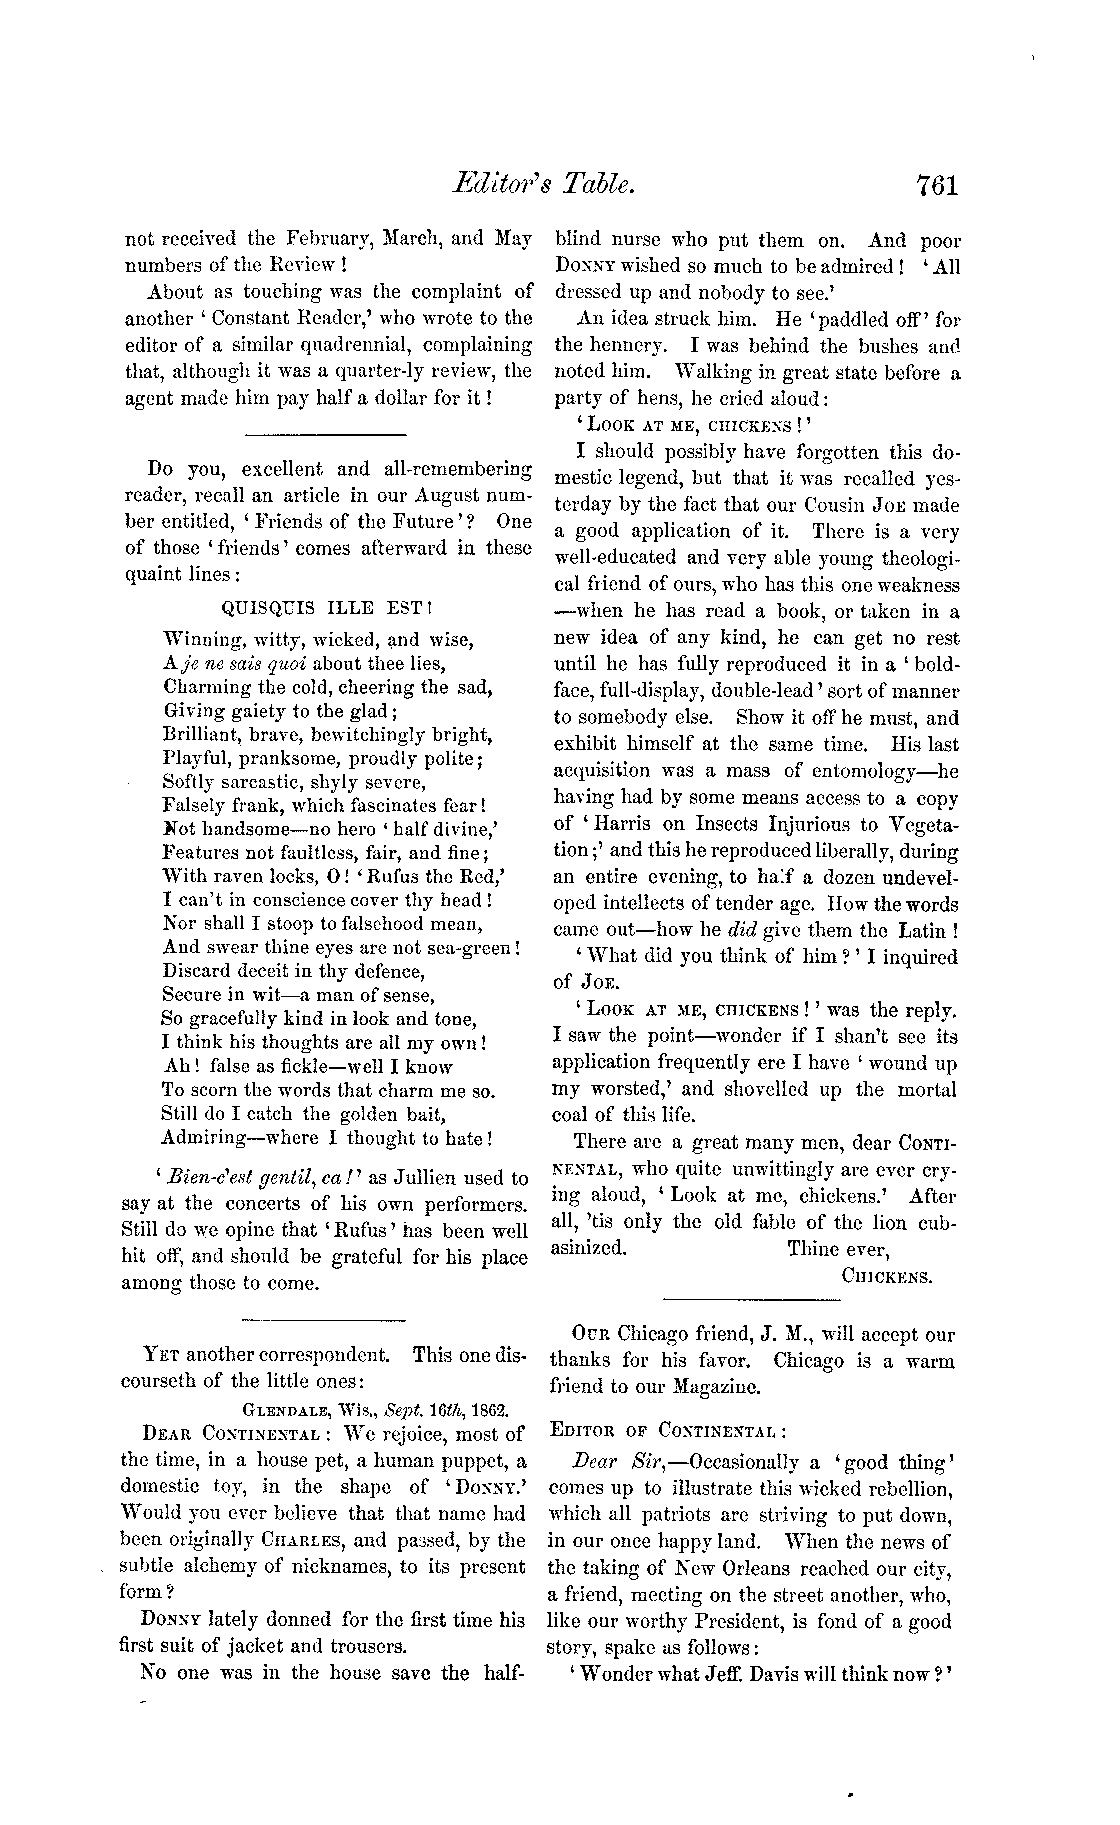 Editor's Table. 761
not received the February, March, and May
numbers of the Review !
About as touching was the complaint of
another ‘ Constant Reader,’ who wrote to the
editor of a similar quadrennial, complaining
that, although it was a quarter-ly review, the
agent made him pay half a dollar for it !
Do you, excellent and all-remembering
reader, recall an article in our August num-
ber entitled, ‘ Friends of the Future’? One
of those ‘friends’ comes afterward in these
quaint lines :
QUISQUIS ILLE EST !
Winning, witty, wicked, and wise,
A je ne sais quoi about thee lies,
Charming the cold, cheering the sad,
Giving gaiety to the glad ;
Brilliant, brave, bewitchingly bright,
Playful, pranksome, proudly polite ;
Softly sarcastic, shyly severe,
Falsely frank, which fascinates fear !
Not handsome—no hero ‘ half divine,’
Features not faultless, fair, and fine ;
With raven locks, O ! ‘Rufus the Red,’
I can't in conscience cover thy head !
Nor shall I stoop to falsehood mean,
And swear thine eyes are not sea-green !
Discard deceit in thy defence,
Secure in wit—a man of sense,
So gracefully kind in look and tone,
I think his thoughts are all my own !
Ah ! false as fickle—well I know
To scorn the words that charm me so.
Still do I catch the golden bait,
Admiring—where I thought to hate !
‘ Bien-c'est gentil, ca !’ as Jullien used to
say at the concerts of his own performers.
Still do we opine that ‘Rufus’ has been well
hit off, and should be grateful for his place
among those to come.
YET another correspondent. This one dis-
courseth of the little ones :
GLENDALE, Wis., Sept. 16th, 1862.
DEAR CONTINENTAL : We rejoice, most of
the time, in a house pet, a human puppet, a
domestic toy, in the shape of ‘DONNY.’
Would you ever believe that that name had
been originally CHARLES, and passed, by the
subtle alchemy of nicknames, to its present
form ?
DONNY lately donned for the first time his
first suit of jacket and trousers.
No one was in the house save the half-
blind nurse who put them on. And poor
DONNY wished so much to be admired ! ‘All
dressed up and nobody to see.’
An idea struck him. He ‘paddled off’ for
the hennery. I was behind the bushes and
noted him. Walking in great state before a
party of hens, he cried aloud :
‘LOOK AT ME, CHICKENS !’
I should possibly have forgotten this do-
mestic legend, but that it was recalled yes-
terday by the fact that our Cousin JOE made
a good application of it. There is a very
well-educated and very able young theologi-
cal friend of ours, who has this one weakness
—when he has read a book, or taken in a
new idea of any kind, he can get no rest
until he has fully reproduced it in a ‘ bold-
face, full-display, double-lead’ sort of manner
to somebody else. Show it off he must, and
exhibit himself at the same time. His last
acquisition was a mass of entomology—he
having had by some means access to a copy
of ‘Harris on Insects Injurious to Vegeta-
tion ;’ and this he reproduced liberally, during
an entire evening, to half a dozen undevel-
oped intellects of tender age. How the words
came out—how he did give them the Latin !
‘What did you think of him ?’ I inquired
of JOE.
‘LOOK AT ME, CHICKENS !’ was the reply.
I saw the point—wonder if I shan't see its
application frequently ere I have ‘ wound up
my worsted,’ and shovelled up the mortal
coal of this life.
There are a great many men, dear CONTI-
NENTAL, who quite unwittingly are ever cry-
ing aloud, ‘ Look at me, chickens.’ After
all, 'tis only the old fable of the lion cub-
asinized. Thine ever,
CHICKENS.
OUR Chicago friend, J. M., will accept our
thanks for his favor. Chicago is a warm
friend to our Magazine.
EDITOR OF CONTINENTAL :
Dear Sir,—Occasionally a ‘good thing’
comes up to illustrate this wicked rebellion,
which all patriots are striving to put down,
in our once happy land. When the news of
the taking of New Orleans reached our city,
a friend, meeting on the street another, who,
like our worthy President, is fond of a good
story, spake as follows :
‘Wonder what Jeff. Davis will think now ?’